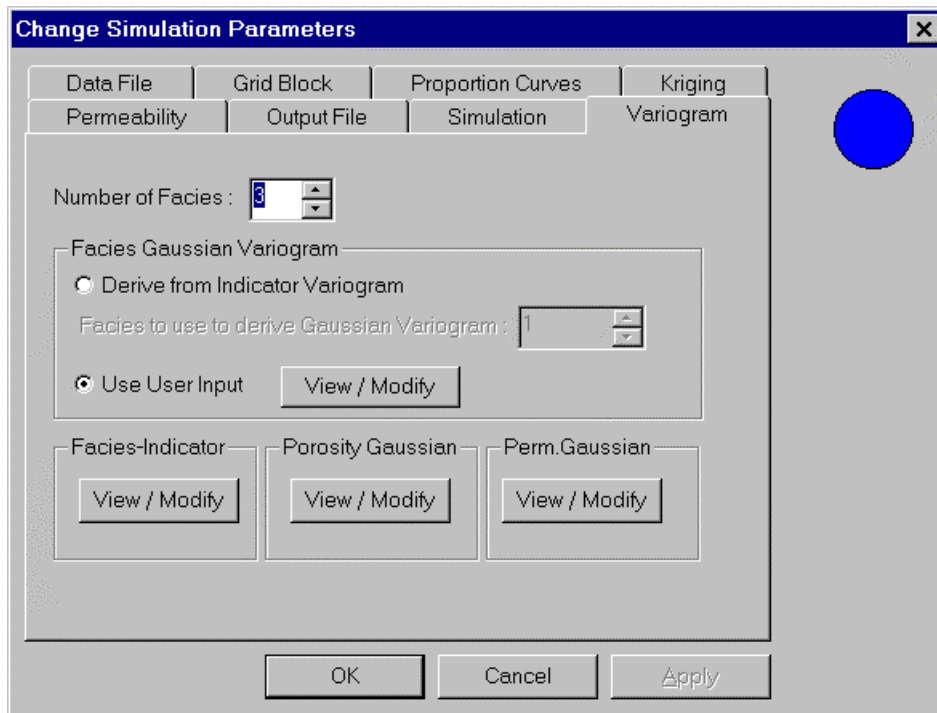 Change Simulation Parameters
Data File Grid Block Proportion Curves Kriging
Permeability Output File Simulation Variogram
Number of Facies : 3
Facies Gaussian Variogram
Derive from Indicator Variogram
Facies to use to derive Gaussian Variogram : 1
Use User Input View / Modify
Facies-Indicator Porosity Gaussian Perm.Gaussian
View / Modify View / Modify View / Modify
OK Cancel Apply